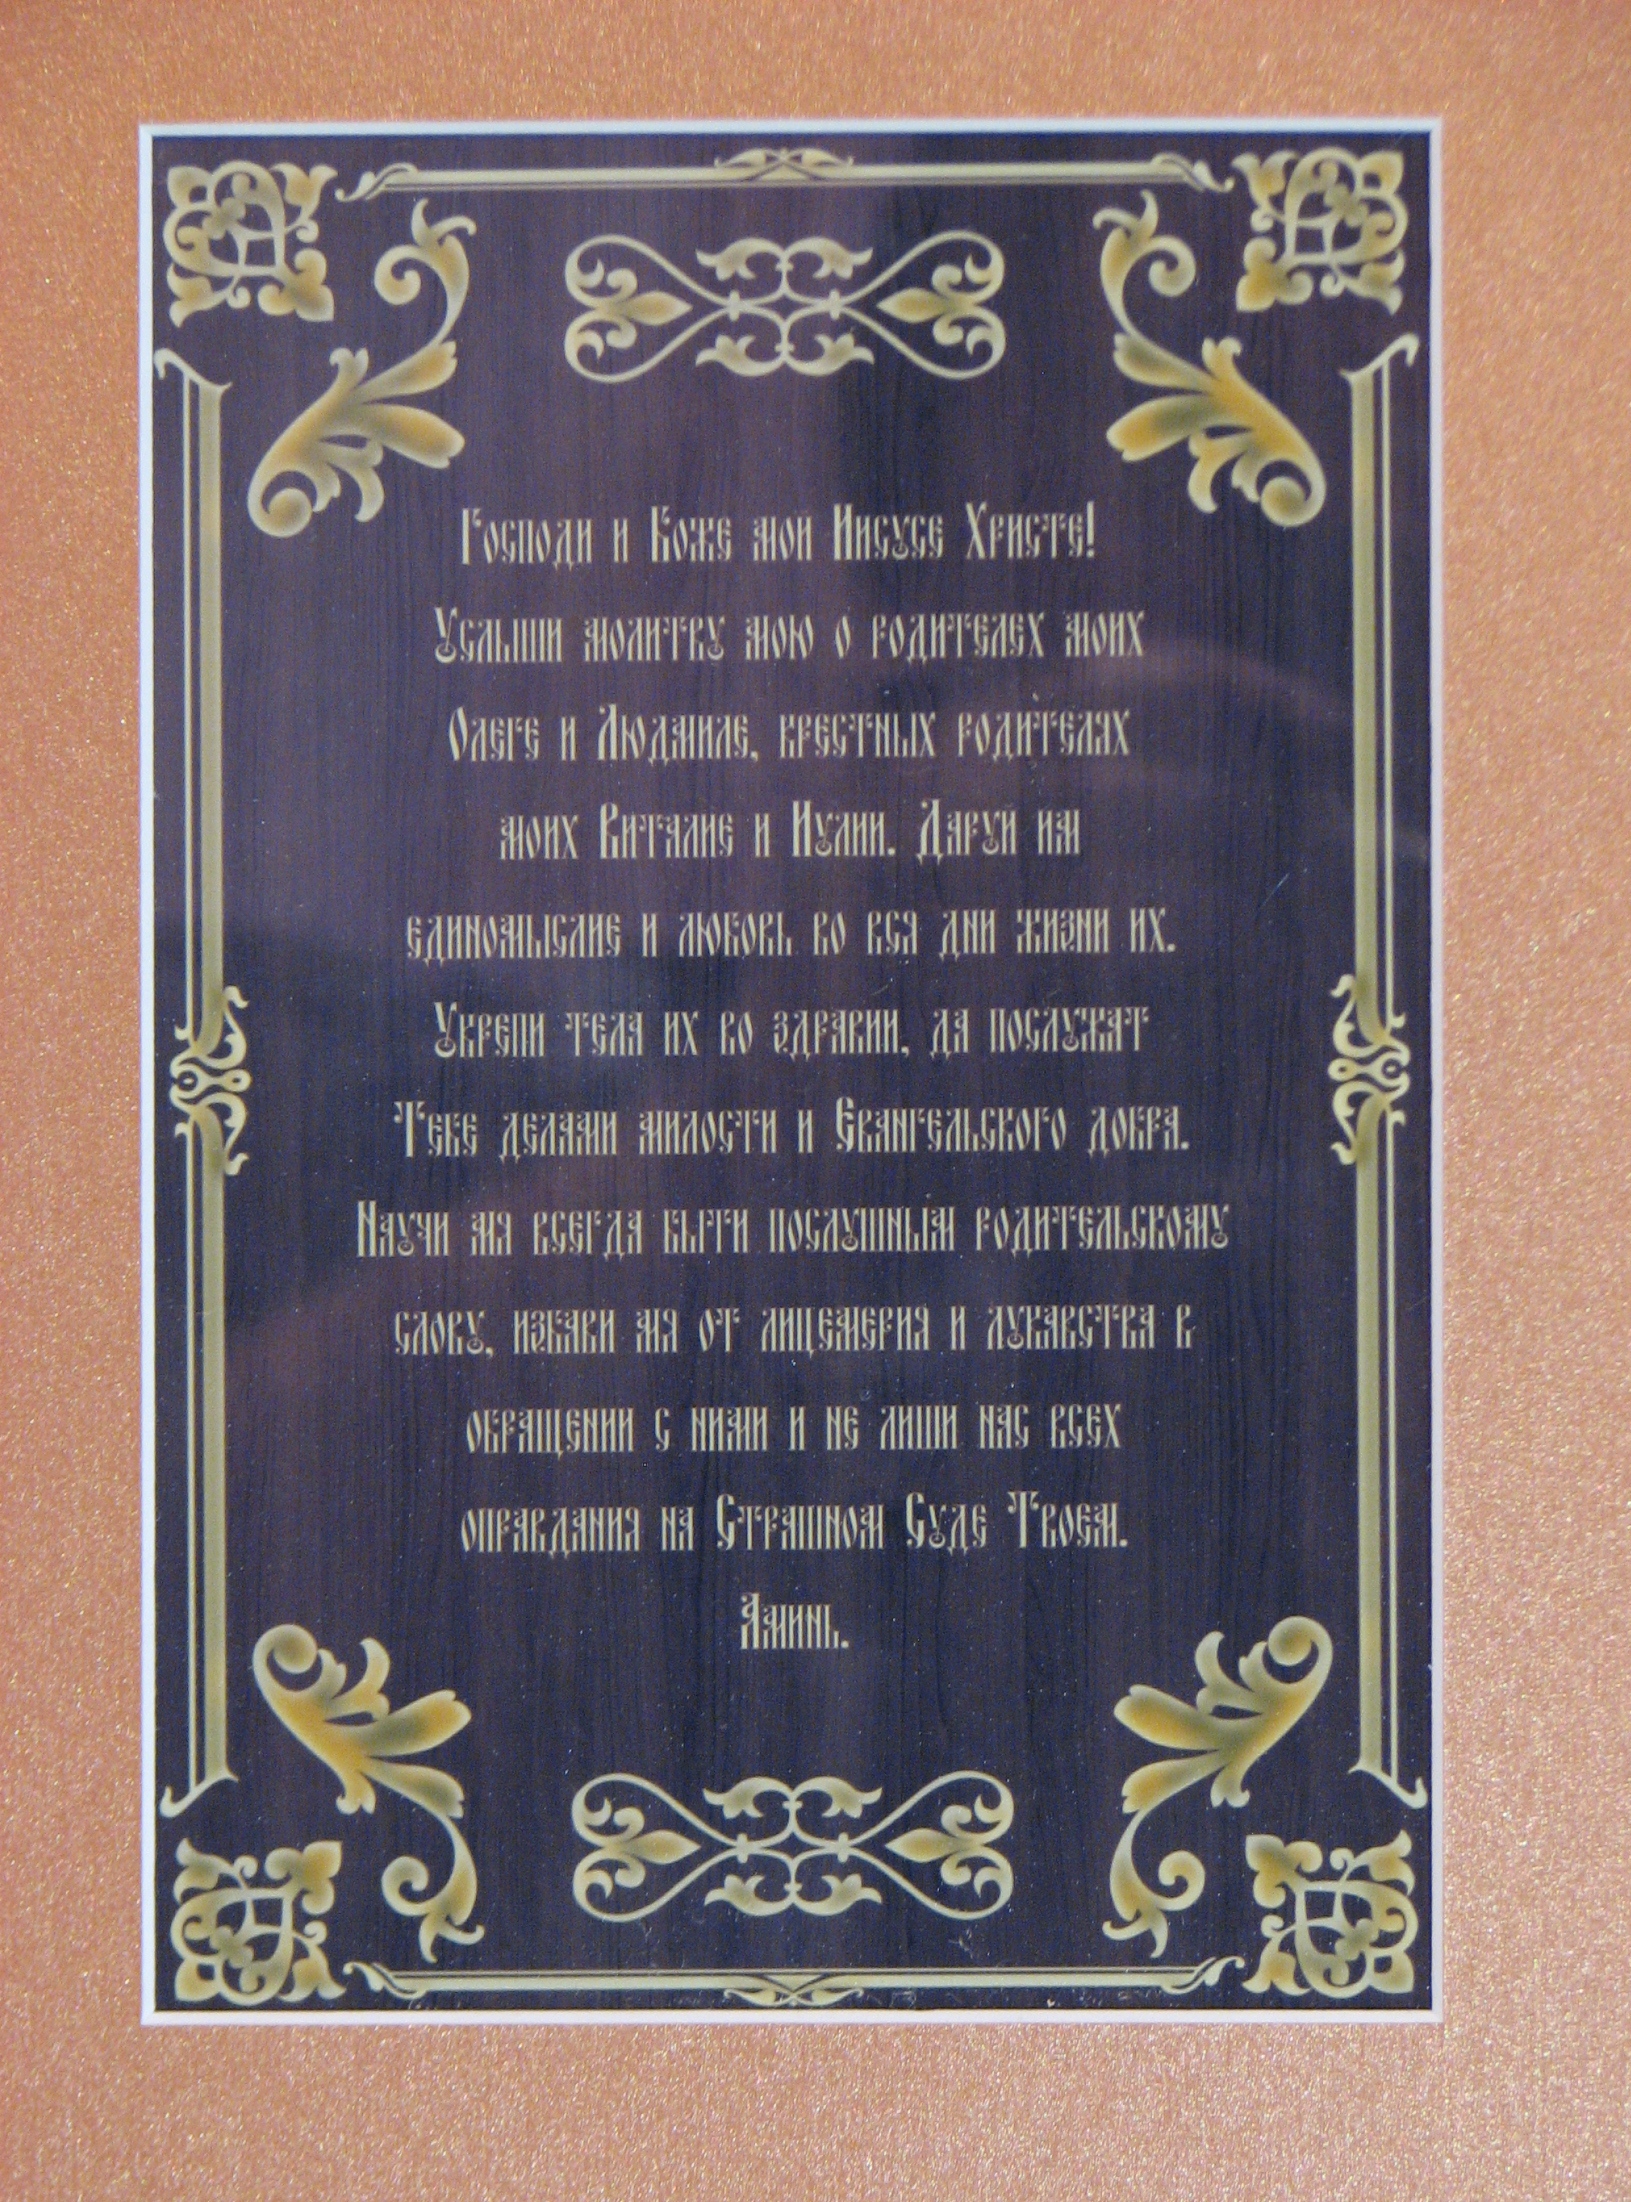 Господи и Боже мой Иисусе Христе!
Услыши молитву мою о родителех моих
Олеге и Людмиле, крестных родителях
моих Виталие и Иулии. Даруй им
единомыслие и любовь во вся дни жизни их.
Укрепи тела их во здравии, да послужат
Тебе делами милости и Евангельского добра.
Научи мя всегда быти послушным родительскому
слову, избави мя от лицемерия и лукавства в
обращении с ними и не лиши нас всех
оправдания на Страшном Суде Твоем.
Аминь.